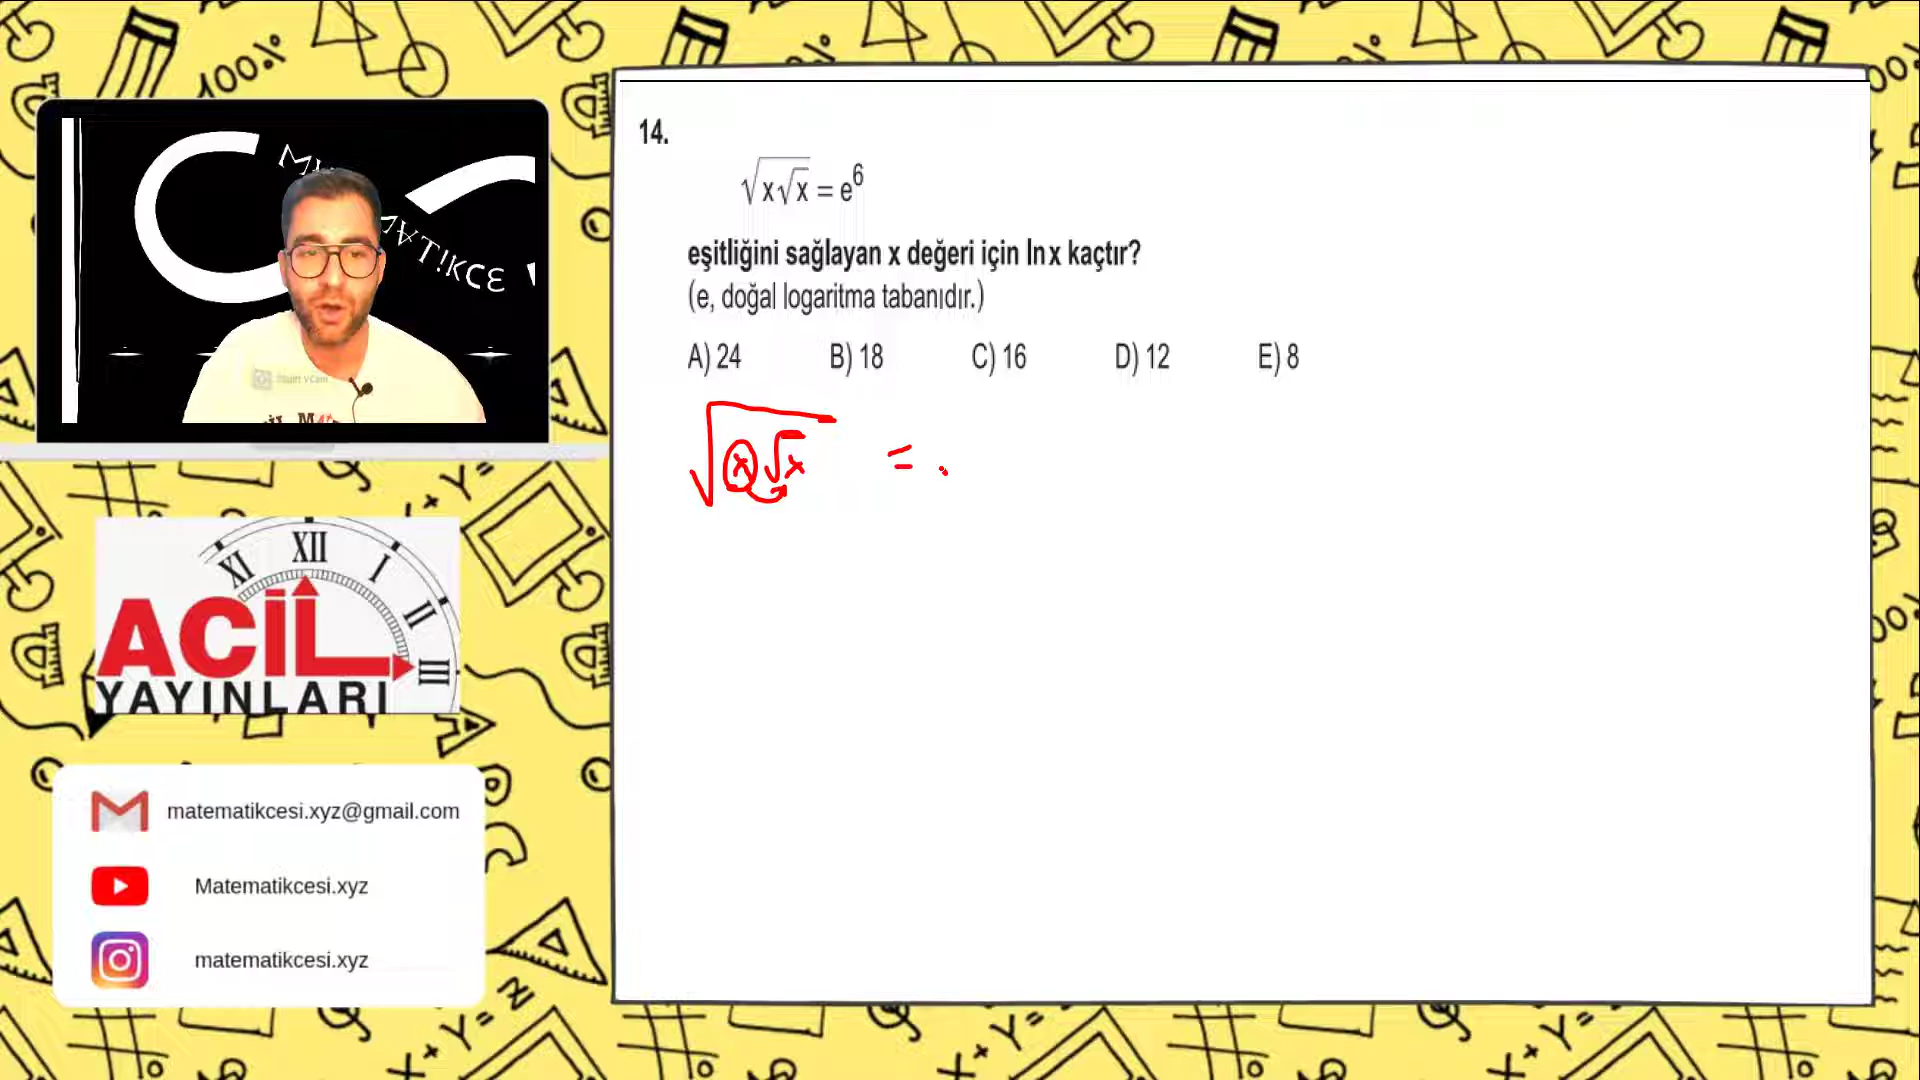 14.
√x√x = e⁶
eşitliğini sağlayan x değeri için ln x kaçtır?
(e, doğal logaritma tabanıdır.)
A) 24 B) 18 C) 16 D) 12 E) 8
√x√x = .
XI XII I II III
ACİL
YAYINLARI
matematikcesi.xyz@gmail.com
Matematikcesi.xyz
matematikcesi.xyz
100%